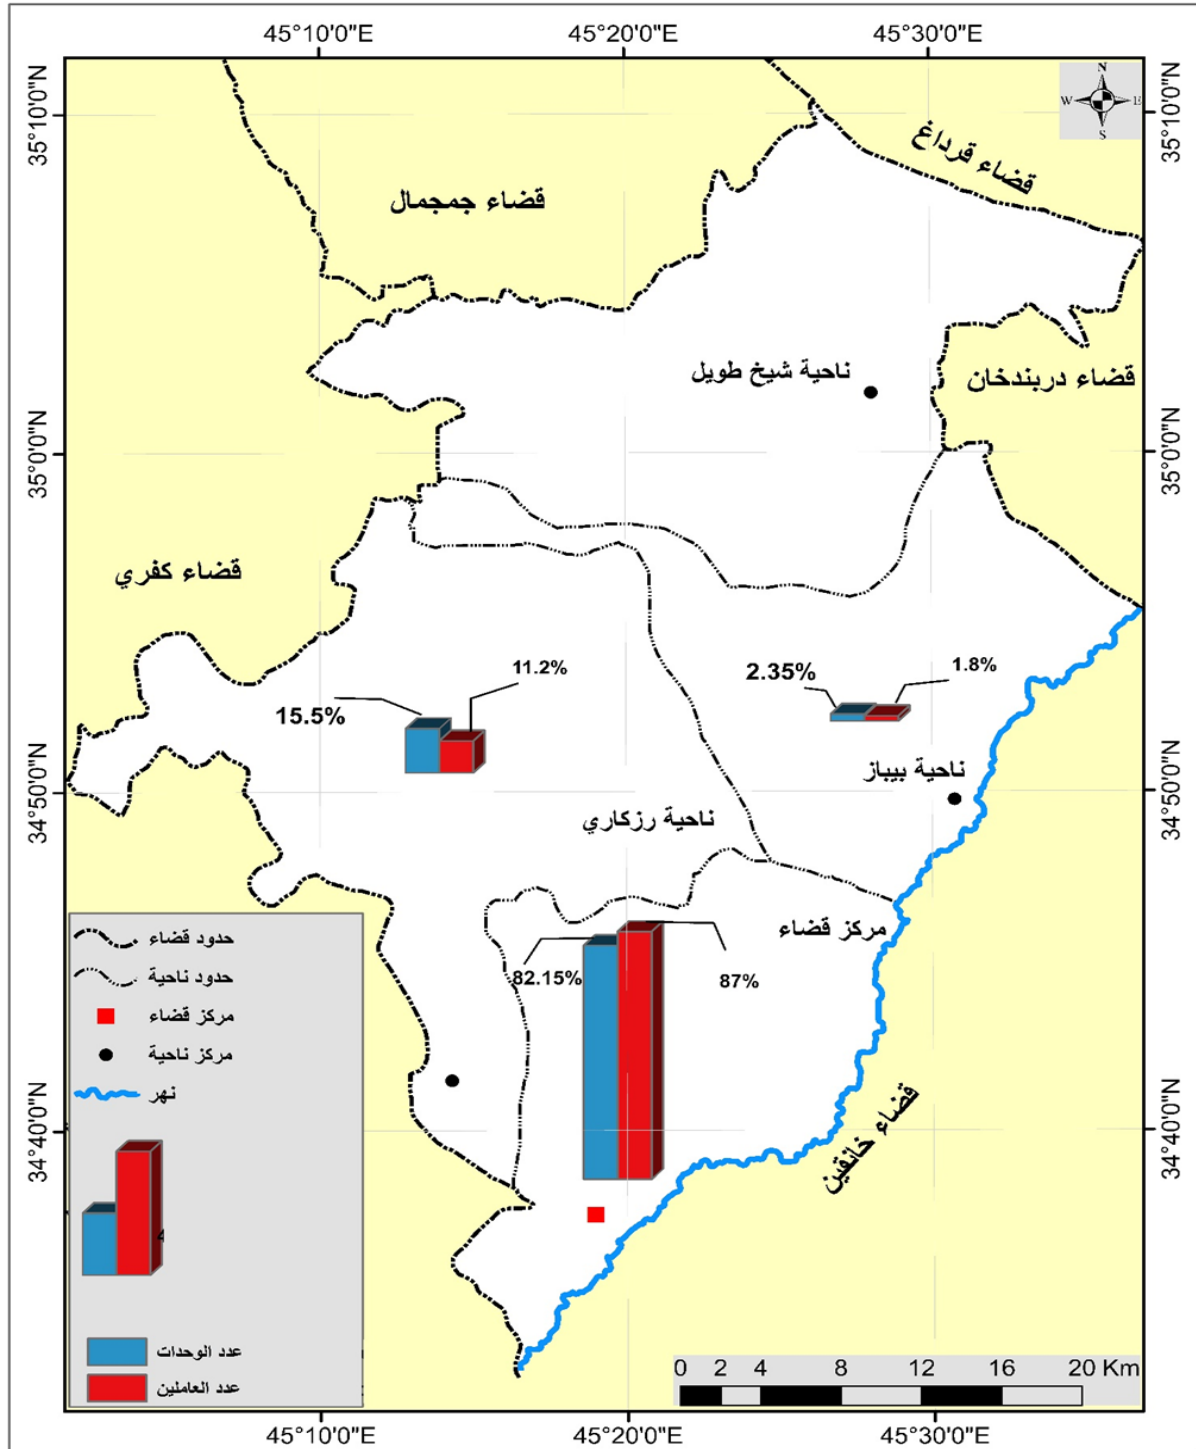 45°10'0"E
45°20'0"E
45°30'0"E
35°10'0"N
35°10'0"N
N
W
E
S
قضاء قرداغ
قضاء جمجمال
ناحية شيخ طويل
قضاء دربندخان
35°0'0"N
35°0'0"N
قضاء كفري
11.2%
15.5%
2.35%
1.8%
ناحية بيباز
34°50'0"N
34°50'0"N
ناحية رزكاري
مركز قضاء
82.15%
87%
حدود قضاء
حدود ناحية
مركز قضاء
مركز ناحية
نهر
قضاء خانقين
34°40'0"N
34°40'0"N
عدد الوحدات
عدد العاملين
0 2 4 8 12 16 20 Km
45°10'0"E
45°20'0"E
45°30'0"E